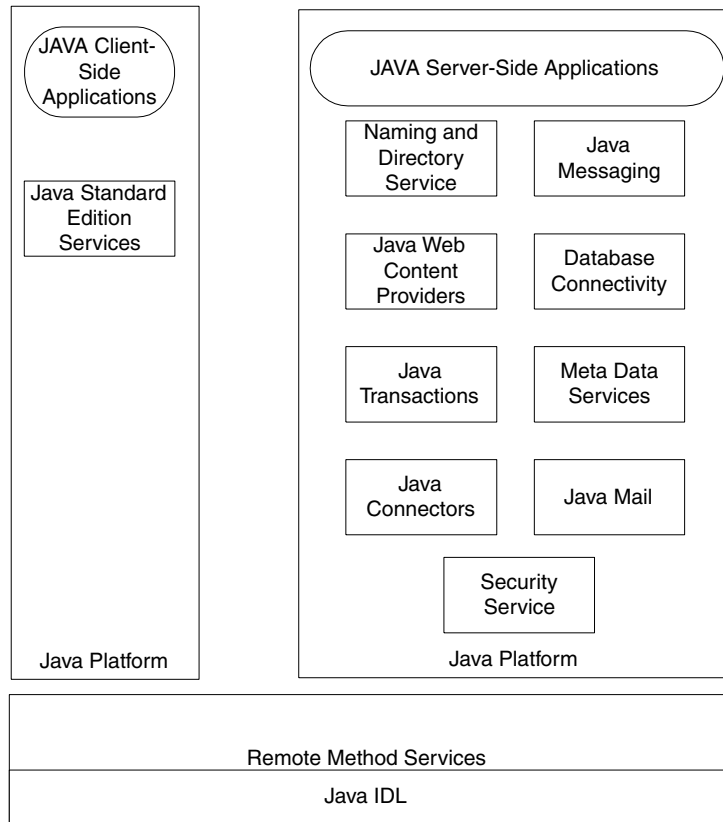 JAVA Client-
Side
Applications
Java Standard
Edition
Services
Java Platform
JAVA Server-Side Applications
Naming and
Directory
Service
Java
Messaging
Java Web
Content
Providers
Database
Connectivity
Java
Transactions
Meta Data
Services
Java
Connectors
Java Mail
Security
Service
Java Platform
Remote Method Services
Java IDL